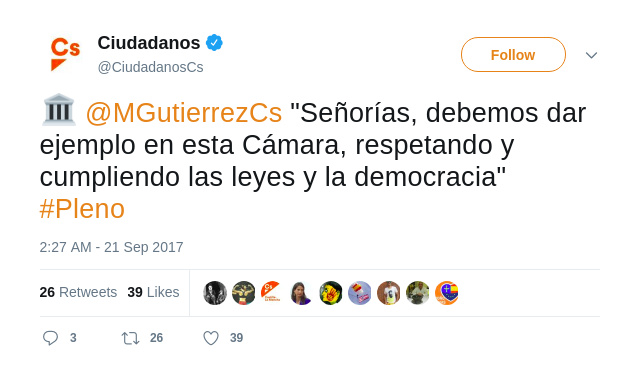 Cs
Ciudadanos
@CiudadanosCs
Follow
@MGutierrezCs "Señorías, debemos dar
ejemplo en esta Cámara, respetando y
cumpliendo las leyes y la democracia"
#Pleno
2:27 AM - 21 Sep 2017
26 Retweets 39 Likes
3 26 39